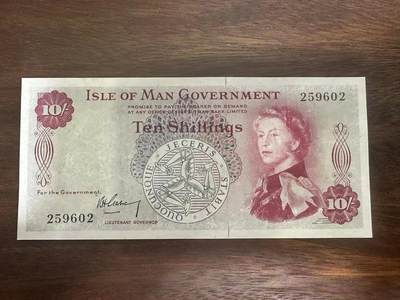 10/-
ISLE OF MAN GOVERNMENT
PROMISE TO PAY THE BEARER ON DEMAND
AT ANY OFFICE OF ISLE OF MAN BANK LIMITED
259602
Ten Shillings
QUOCUNQUE JECERIS STABIT
For the Government,
259602
LIEUTENANT GOVERNOR
10/-